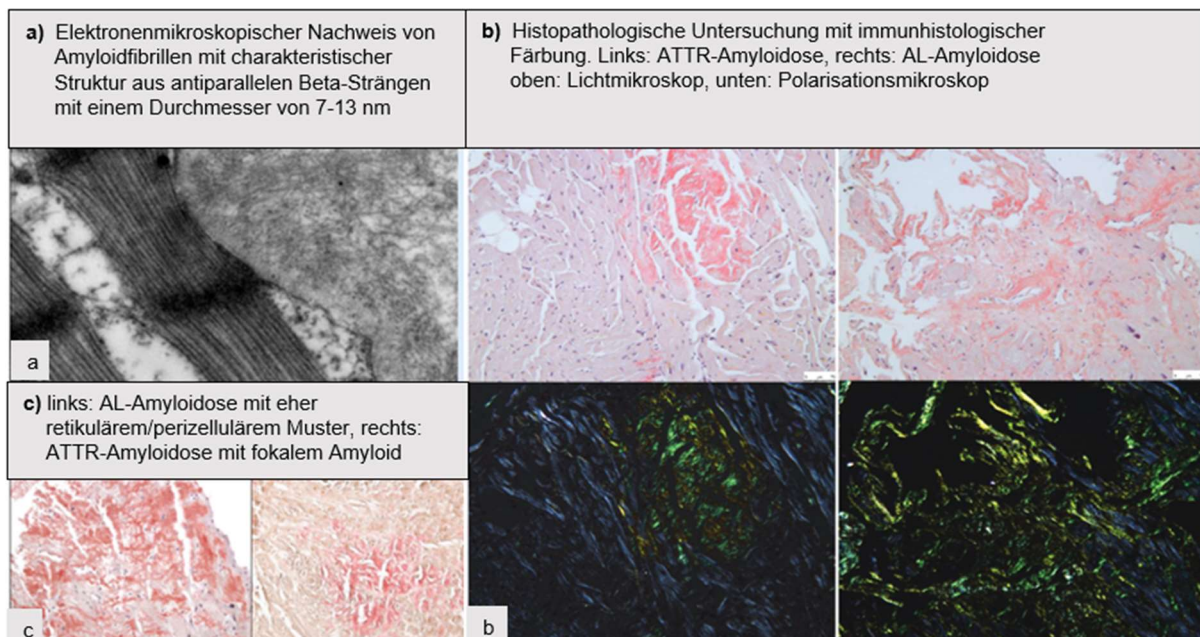 a) Elektronenmikroskopischer Nachweis von
Amyloidfibrillen mit charakteristischer
Struktur aus antiparallelen Beta-Strängen
mit einem Durchmesser von 7-13 nm
b) Histopathologische Untersuchung mit immunhistologischer
Färbung. Links: ATTR-Amyloidose, rechts: AL-Amyloidose
oben: Lichtmikroskop, unten: Polarisationsmikroskop
a
c) links: AL-Amyloidose mit eher
retikulärem/perizellulärem Muster, rechts:
ATTR-Amyloidose mit fokalem Amyloid
c
b